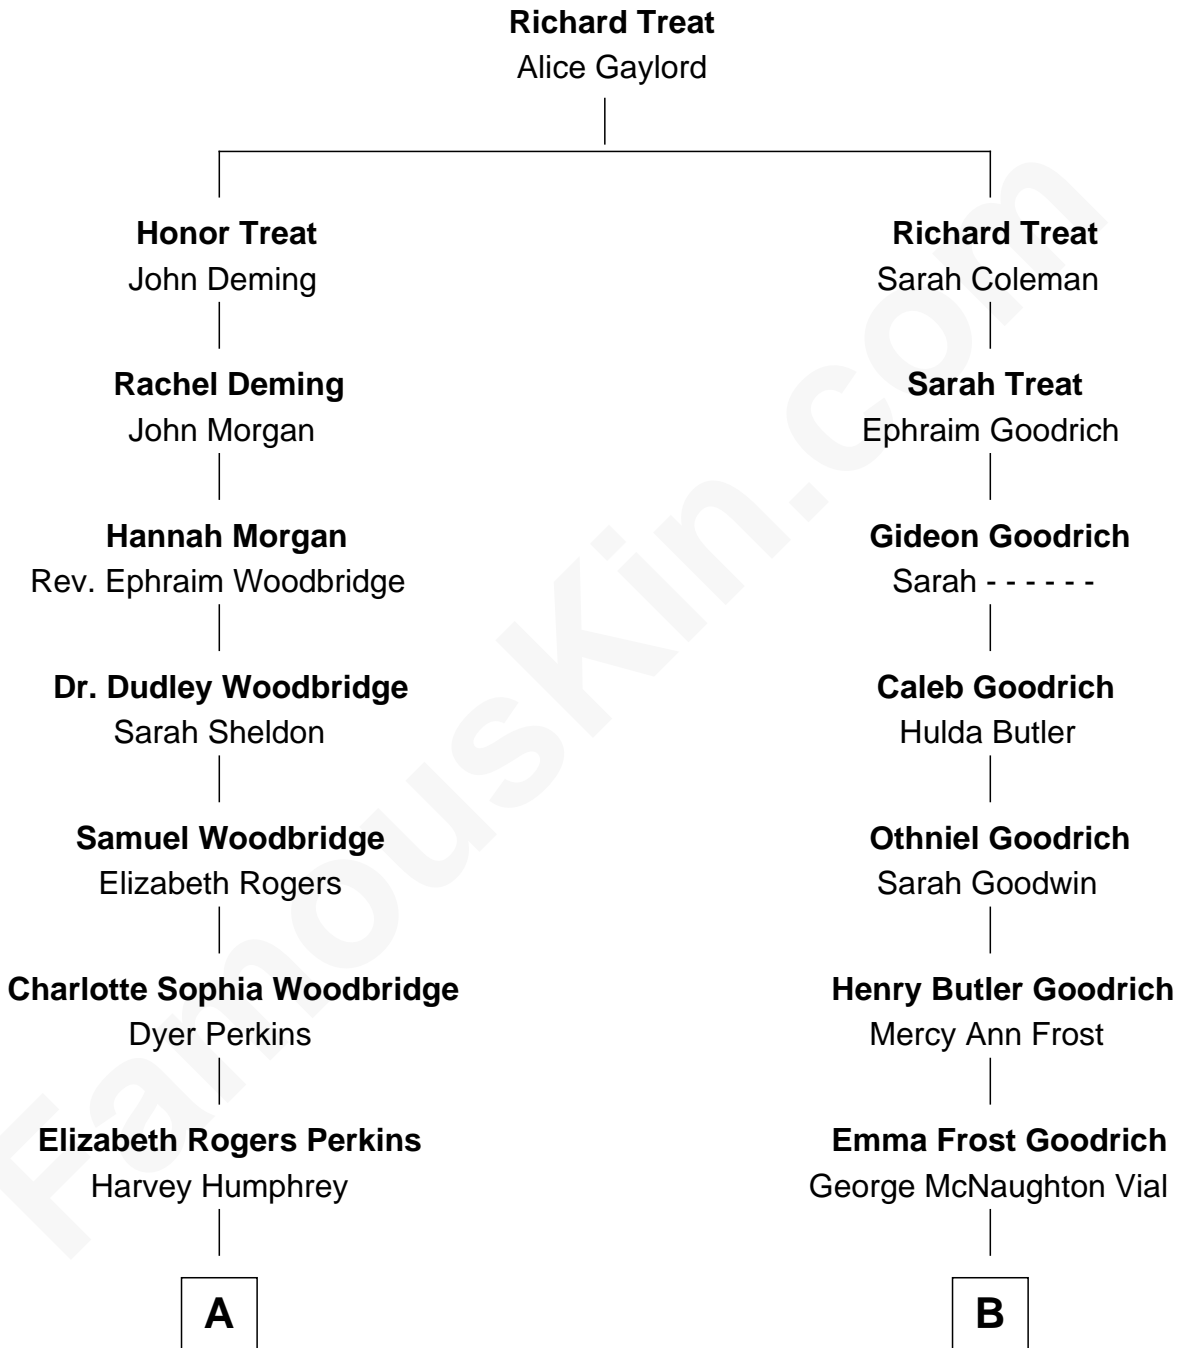 Richard Treat
Alice Gaylord
Honor Treat
John Deming
Richard Treat
Sarah Coleman
Rachel Deming
John Morgan
Sarah Treat
Ephraim Goodrich
Hannah Morgan
Rev. Ephraim Woodbridge
Gideon Goodrich
Sarah - - - - - -
Dr. Dudley Woodbridge
Sarah Sheldon
Caleb Goodrich
Hulda Butler
Samuel Woodbridge
Elizabeth Rogers
Othniel Goodrich
Sarah Goodwin
Charlotte Sophia Woodbridge
Dyer Perkins
Henry Butler Goodrich
Mercy Ann Frost
Elizabeth Rogers Perkins
Harvey Humphrey
Emma Frost Goodrich
George McNaughton Vial
A
B
FamousKin.com